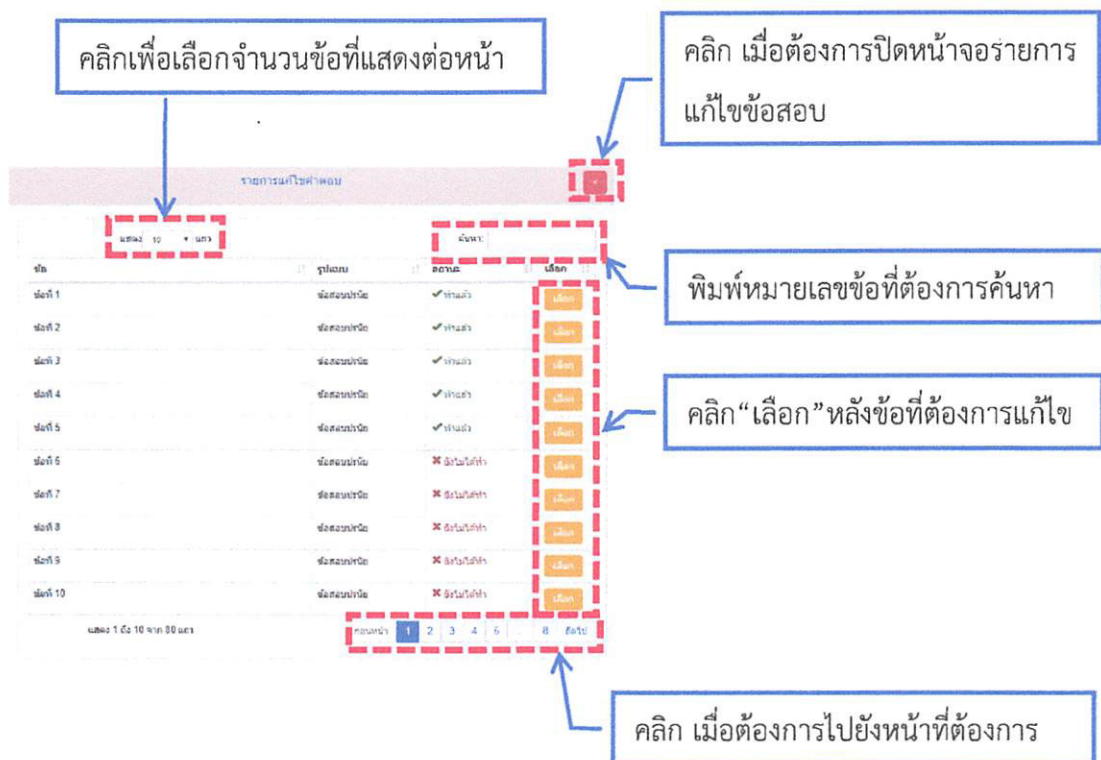 คลิกเพื่อเลือกจำนวนข้อที่แสดงต่อหน้า
คลิก เมื่อต้องการปิดหน้าจอรายการ
แก้ไขข้อสอบ
รายการแก้ไขคำตอบ
แสดง 10 แถว
ค้นหา:
ข้อ รูปแบบ สถานะ เลือก
พิมพ์หมายเลขข้อที่ต้องการค้นหา
ข้อที่ 1 ข้อสอบปรนัย ทำแล้ว เลือก
ข้อที่ 2 ข้อสอบปรนัย ทำแล้ว เลือก
ข้อที่ 3 ข้อสอบปรนัย ทำแล้ว เลือก
ข้อที่ 4 ข้อสอบปรนัย ทำแล้ว เลือก
คลิก“เลือก”หลังข้อที่ต้องการแก้ไข
ข้อที่ 5 ข้อสอบปรนัย ทำแล้ว เลือก
ข้อที่ 6 ข้อสอบปรนัย ยังไม่ได้ทำ เลือก
ข้อที่ 7 ข้อสอบปรนัย ยังไม่ได้ทำ เลือก
ข้อที่ 8 ข้อสอบปรนัย ยังไม่ได้ทำ เลือก
ข้อที่ 9 ข้อสอบปรนัย ยังไม่ได้ทำ เลือก
ข้อที่ 10 ข้อสอบปรนัย ยังไม่ได้ทำ เลือก
แสดง 1 ถึง 10 จาก 80 แถว
ก่อนหน้า 1 2 3 4 5 … 8 ถัดไป
คลิก เมื่อต้องการไปยังหน้าที่ต้องการ